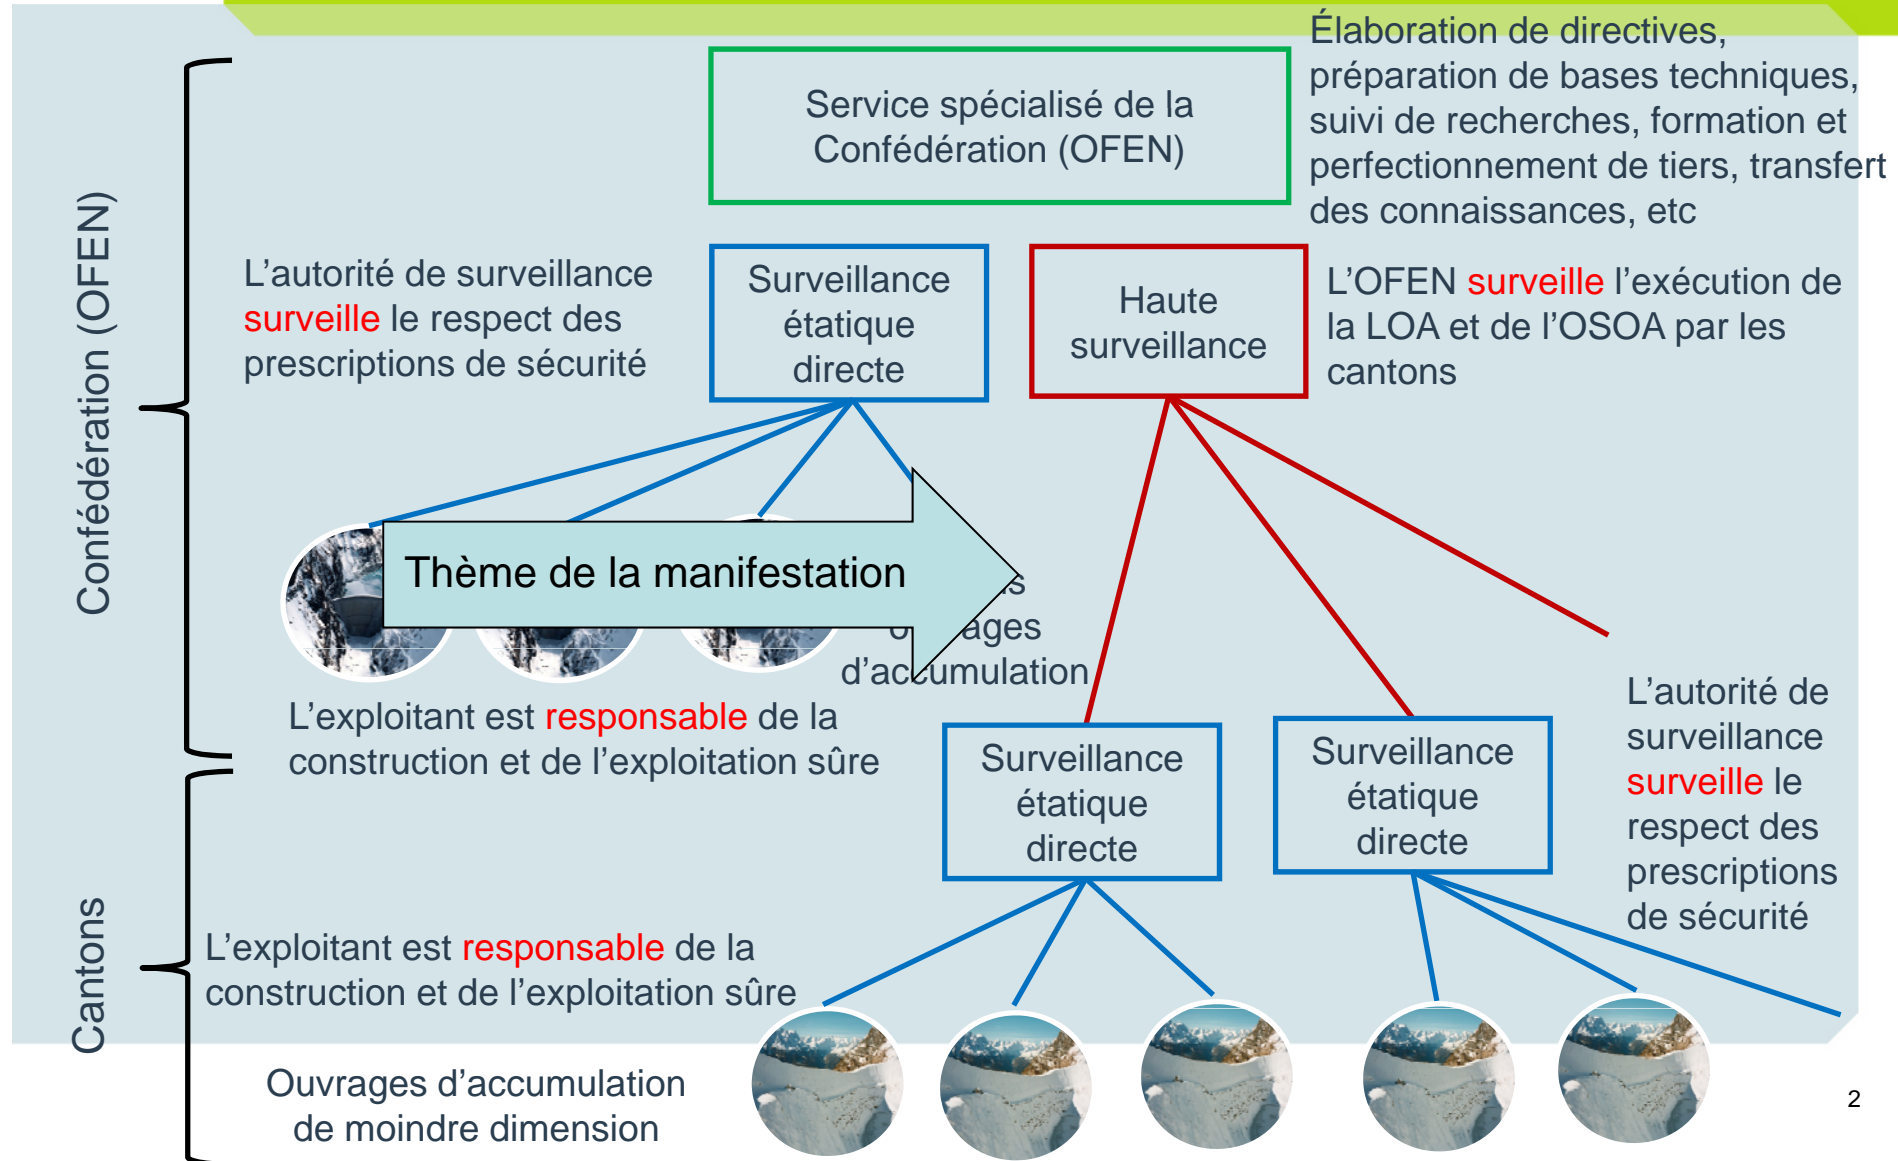 Élaboration de directives,
préparation de bases techniques,
suivi de recherches, formation et
perfectionnement de tiers, transfert
des connaissances, etc
Service spécialisé de la
Confédération (OFEN)
Confédération (OFEN)
L’autorité de surveillance
surveille le respect des
prescriptions de sécurité
Surveillance
étatique
directe
Haute
surveillance
L’OFEN surveille l’exécution de
la LOA et de l’OSOA par les
cantons
Thème de la manifestation
d’accumulation
L’exploitant est responsable de la
construction et de l’exploitation sûre
Surveillance
étatique
directe
Surveillance
étatique
directe
L’autorité de
surveillance
surveille le
respect des
prescriptions
de sécurité
Cantons
L’exploitant est responsable de la
construction et de l’exploitation sûre
Ouvrages d’accumulation
de moindre dimension
2